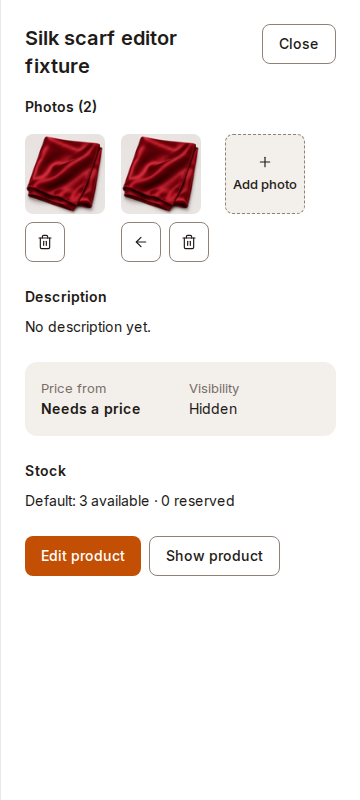 Silk scarf editor
fixture
Close
Photos (2)
Add photo
Description
No description yet.
Price from
Visibility
Needs a price
Hidden
Stock
Default: 3 available · 0 reserved
Edit product
Show product